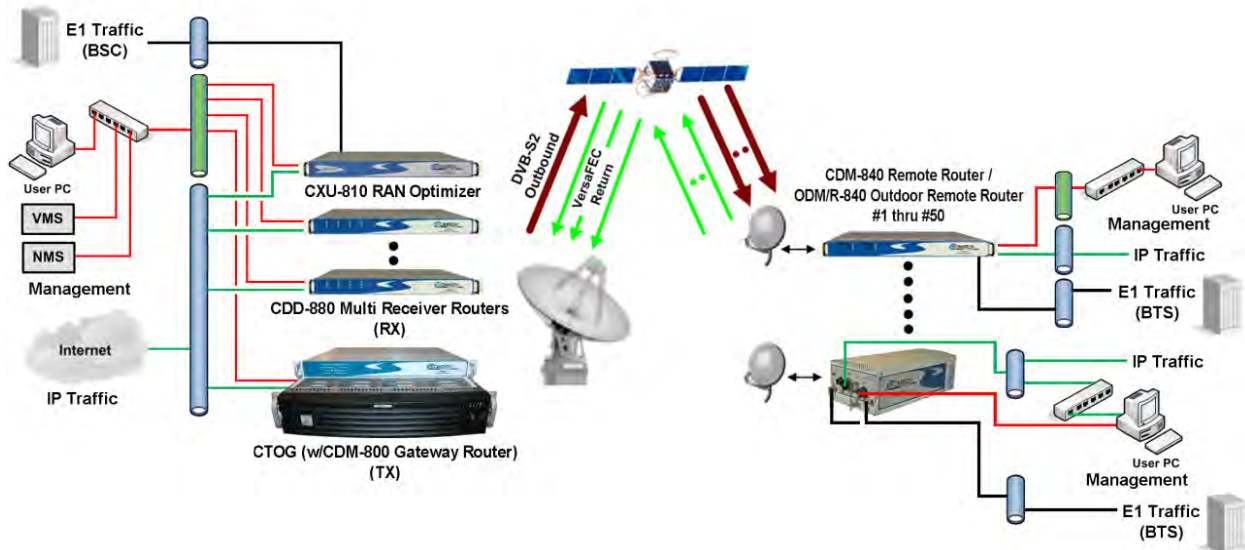 E1 Traffic
(BSC)
User PC
VMS
NMS
Management
Internet
IP Traffic
CXU-810 RAN Optimizer
CDD-880 Multi Receiver Routers
(RX)
CTOG (w/CDM-800 Gateway Router)
(TX)
DVB-S2
Outbound
VersaFEC
Return
CDM-840 Remote Router /
ODM/R-840 Outdoor Remote Router
#1 thru #50
User PC
Management
IP Traffic
E1 Traffic
(BTS)
IP Traffic
User PC
Management
E1 Traffic
(BTS)